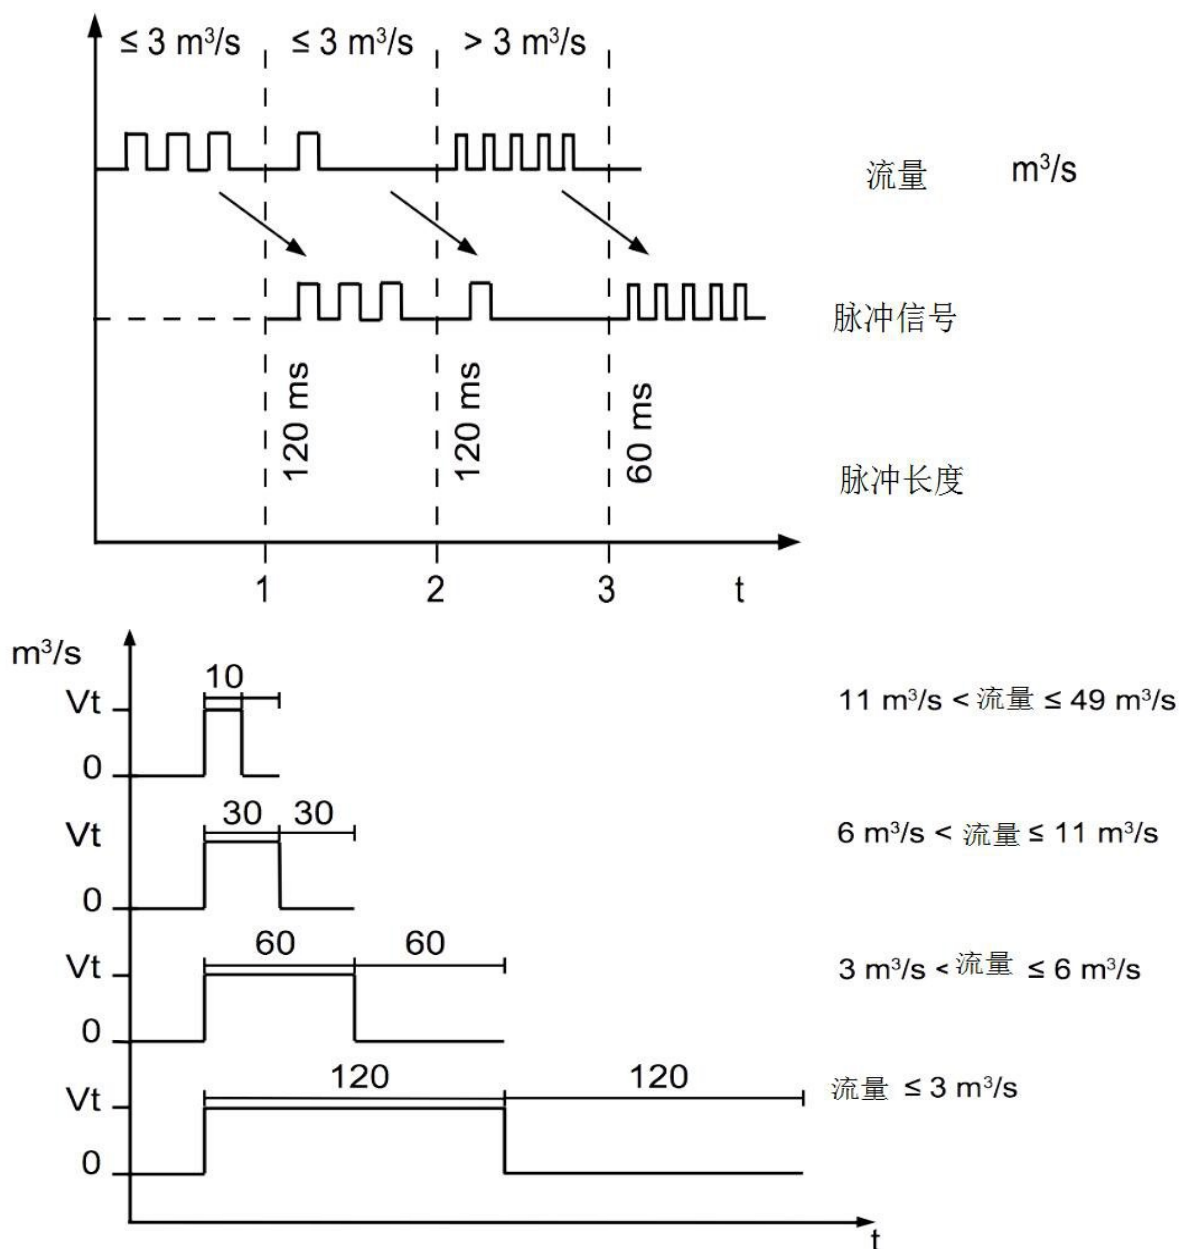 ≤ 3 m³/s ≤ 3 m³/s > 3 m³/s
流量 m³/s
脉冲信号
120 ms 120 ms 60 ms
脉冲长度
1 2 3 t
m³/s
10
Vt 11 m³/s < 流量 ≤ 49 m³/s
0
30 30
Vt 6 m³/s < 流量 ≤ 11 m³/s
0
60 60
Vt 3 m³/s < 流量 ≤ 6 m³/s
0
120 120
Vt 流量 ≤ 3 m³/s
0
t